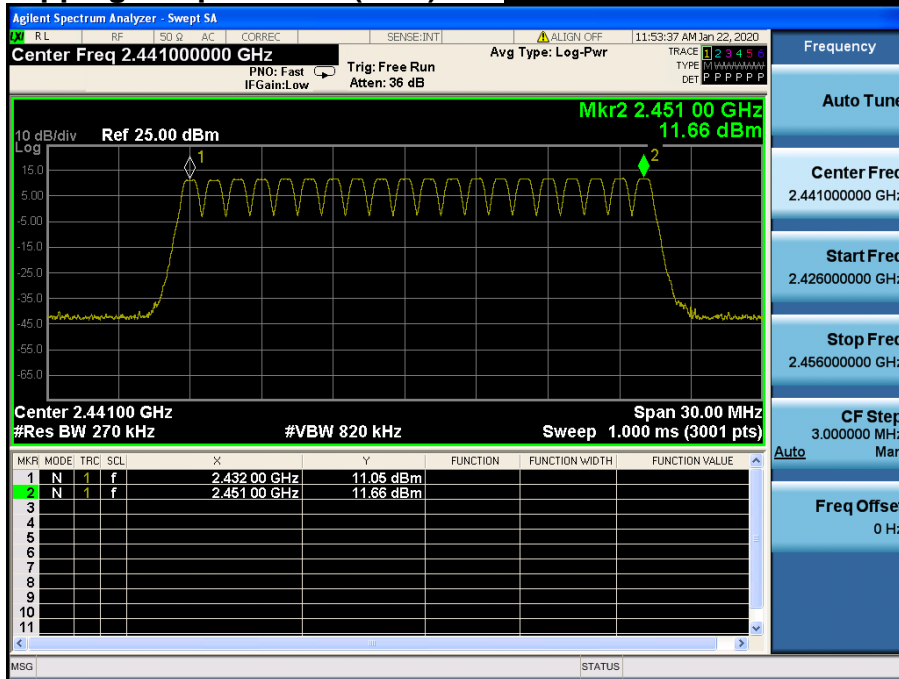 Agilent Spectrum Analyzer - Swept SA
LXI RL RF 50 Ω AC CORREC SENSE:INT ALIGN OFF 11:53:37 AM Jan 22, 2020
Center Freq 2.441000000 GHz
PNO: Fast
IFGain:Low
Trig: Free Run
Atten: 36 dB
Avg Type: Log-Pwr
TRACE 1 2 3 4 5 6
TYPE M WWWWW
DET P P P P P P
Mkr2 2.451 00 GHz
11.66 dBm
10 dB/div Ref 25.00 dBm
Log
15.0
5.00
-5.00
-15.0
-25.0
-35.0
-45.0
-55.0
-65.0
1
2
Center 2.44100 GHz Span 30.00 MHz
#Res BW 270 kHz #VBW 820 kHz Sweep 1.000 ms (3001 pts)
MKR MODE TRC SCL X Y FUNCTION FUNCTION WIDTH FUNCTION VALUE
1 N 1 f 2.432 00 GHz 11.05 dBm
2 N 1 f 2.451 00 GHz 11.66 dBm
3
4
5
6
7
8
9
10
11
MSG STATUS
Frequency
Auto Tune
Center Freq
2.441000000 GHz
Start Freq
2.426000000 GHz
Stop Freq
2.456000000 GHz
CF Step
3.000000 MHz
Auto Man
Freq Offset
0 Hz